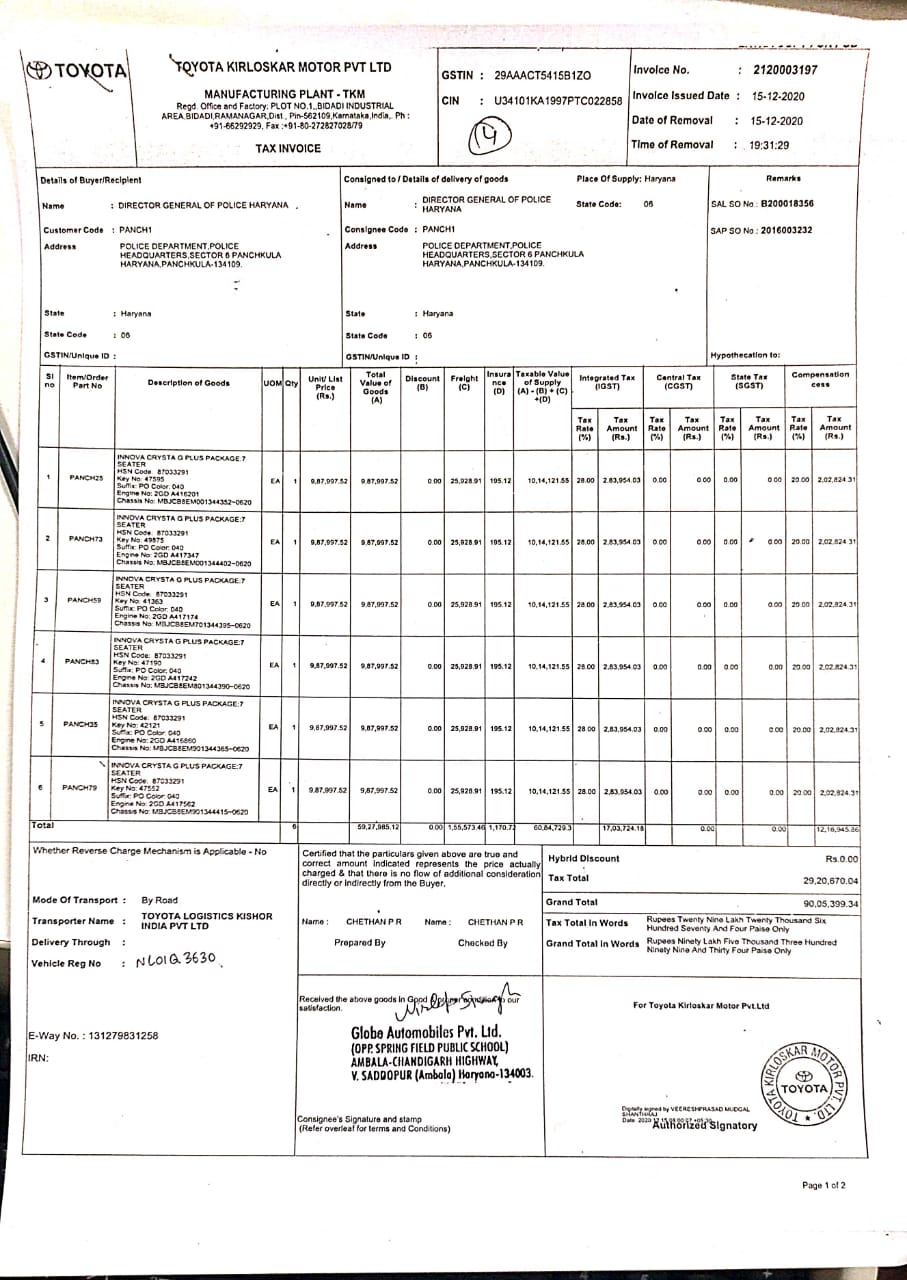 TOYOTA
TOYOTA KIRLOSKAR MOTOR PVT LTD
MANUFACTURING PLANT - TKM
Regd. Office and Factory: PLOT NO.1,,BIDADI INDUSTRIAL
AREA,BIDADI,RAMANAGAR,Dist., Pin-562109,Karnataka,India,. Ph :
+91-66292929, Fax :+91-80-272827028/79
TAX INVOICE
GSTIN : 29AAACT5415B1ZO
CIN : U34101KA1997PTC022858
14
Invoice No. : 2120003197
Invoice Issued Date : 15-12-2020
Date of Removal : 15-12-2020
Time of Removal : 19:31:29
Details of Buyer/Recipient
Name : DIRECTOR GENERAL OF POLICE HARYANA
Customer Code : PANCH1
Address POLICE DEPARTMENT,POLICE
HEADQUARTERS,SECTOR 6 PANCHKULA
HARYANA,PANCHKULA-134109.
State : Haryana
State Code : 06
GSTIN/Unique ID :
Consigned to / Details of delivery of goods
Place Of Supply: Haryana
Name : DIRECTOR GENERAL OF POLICE
HARYANA
State Code: 06
Consignee Code : PANCH1
Address POLICE DEPARTMENT,POLICE
HEADQUARTERS,SECTOR 6 PANCHKULA
HARYANA,PANCHKULA-134109.
State : Haryana
State Code : 06
GSTIN/Unique ID :
Remarks
SAL SO No : B200018356
SAP SO No : 2016003232
Hypothecation to:
Sl no Item/Order Part No Description of Goods UOM Qty Unit/ List Price (Rs.) Total Value of Goods (A) Discount (B) Freight (C) Insura nce (D) Taxable Value of Supply (A) - (B) + (C) +(D) Integrated Tax (IGST) Central Tax (CGST) State Tax (SGST) Compensation cess
Tax Rate (%) Tax Amount (Rs.) Tax Rate (%) Tax Amount (Rs.) Tax Rate (%) Tax Amount (Rs.) Tax Rate (%) Tax Amount (Rs.)
INNOVA CRYSTA G PLUS PACKAGE:7
SEATER
HSN Code: 87033291
1 PANCH25 Key No: 47595 EA 1 9,87,997.52 9,87,997.52 0.00 25,928.91 195.12 10,14,121.55 28.00 2,83,954.03 0.00 0.00 0.00 0.00 20.00 2,02,824.31
Suffix: PO Color: 040
Engine No: 2GD A416201
Chassis No: MBJCB8EM001344352-0620
INNOVA CRYSTA G PLUS PACKAGE:7
SEATER
HSN Code: 87033291
2 PANCH73 Key No: 49875 EA 1 9,87,997.52 9,87,997.52 0.00 25,928.91 195.12 10,14,121.55 28.00 2,83,954.03 0.00 0.00 0.00 0.00 20.00 2,02,824.31
Suffix: PO Color: 040
Engine No: 2GD A417347
Chassis No: MBJCB8EM001344402-0620
INNOVA CRYSTA G PLUS PACKAGE:7
SEATER
HSN Code: 87033291
3 PANCH59 Key No: 41363 EA 1 9,87,997.52 9,87,997.52 0.00 25,928.91 195.12 10,14,121.55 28.00 2,83,954.03 0.00 0.00 0.00 0.00 20.00 2,02,824.31
Suffix: PO Color: 040
Engine No: 2GD A417174
Chassis No: MBJCB8EM701344395-0620
INNOVA CRYSTA G PLUS PACKAGE:7
SEATER
HSN Code: 87033291
4 PANCH63 Key No: 47190 EA 1 9,87,997.52 9,87,997.52 0.00 25,928.91 195.12 10,14,121.55 28.00 2,83,954.03 0.00 0.00 0.00 0.00 20.00 2,02,824.31
Suffix: PO Color: 040
Engine No: 2GD A417242
Chassis No: MBJCB8EM801344390-0620
INNOVA CRYSTA G PLUS PACKAGE:7
SEATER
HSN Code: 87033291
5 PANCH35 Key No: 42121 EA 1 9,87,997.52 9,87,997.52 0.00 25,928.91 195.12 10,14,121.55 28.00 2,83,954.03 0.00 0.00 0.00 0.00 20.00 2,02,824.31
Suffix: PO Color: 040
Engine No: 2GD A416860
Chassis No: MBJCB8EM901344365-0620
INNOVA CRYSTA G PLUS PACKAGE:7
SEATER
HSN Code: 87033291
6 PANCH79 Key No: 47552 EA 1 9,87,997.52 9,87,997.52 0.00 25,928.91 195.12 10,14,121.55 28.00 2,83,954.03 0.00 0.00 0.00 0.00 20.00 2,02,824.31
Suffix: PO Color: 040
Engine No: 2GD A417562
Chassis No: MBJCB8EM901344415-0620
Total 6 59,27,985.12 0.00 1,55,573.46 1,170.72 60,84,729.3 17,03,724.18 0.00 0.00 12,16,945.86
Whether Reverse Charge Mechanism is Applicable - No
Mode Of Transport : By Road
Transporter Name : TOYOTA LOGISTICS KISHOR
INDIA PVT LTD
Delivery Through :
Vehicle Reg No : NL01Q3630
E-Way No. : 131279831258
IRN:
Certified that the particulars given above are true and
correct amount indicated represents the price actually
charged & that there is no flow of additional consideration
directly or indirectly from the Buyer.
Name : CHETHAN P R Name : CHETHAN P R
Prepared By Checked By
Received the above goods in Good our
satisfaction.
Globe Automobiles Pvt. Ltd.
(OPP. SPRING FIELD PUBLIC SCHOOL)
AMBALA-CHANDIGARH HIGHWAY,
V. SADDOPUR (Ambala) Haryana-134003.
Consignee's Signature and stamp
(Refer overleaf for terms and Conditions)
Hybrid Discount Rs.0.00
Tax Total 29,20,670.04
Grand Total 90,05,399.34
Tax Total In Words Rupees Twenty Nine Lakh Twenty Thousand Six
Hundred Seventy And Four Paise Only
Grand Total In Words Rupees Ninety Lakh Five Thousand Three Hundred
Ninety Nine And Thirty Four Paise Only
For Toyota Kirloskar Motor Pvt.Ltd
TOYOTA KIRLOSKAR MOTOR PVT. LTD.
TOYOTA
Digitally signed by VEERESHPRASAD MUDGAL
SHANTHRAJ
Authorized Signatory
Page 1 of 2